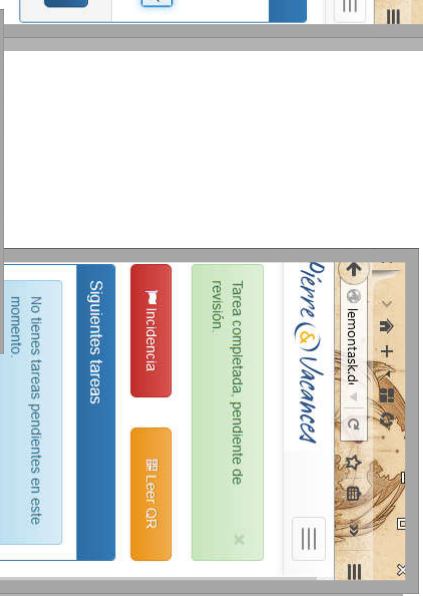 lemontask.d
Pierre & Vacances
Tarea completada, pendiente de
revisión.
Incidencia
Leer QR
Siguientes tareas
No tienes tareas pendientes en este
momento.